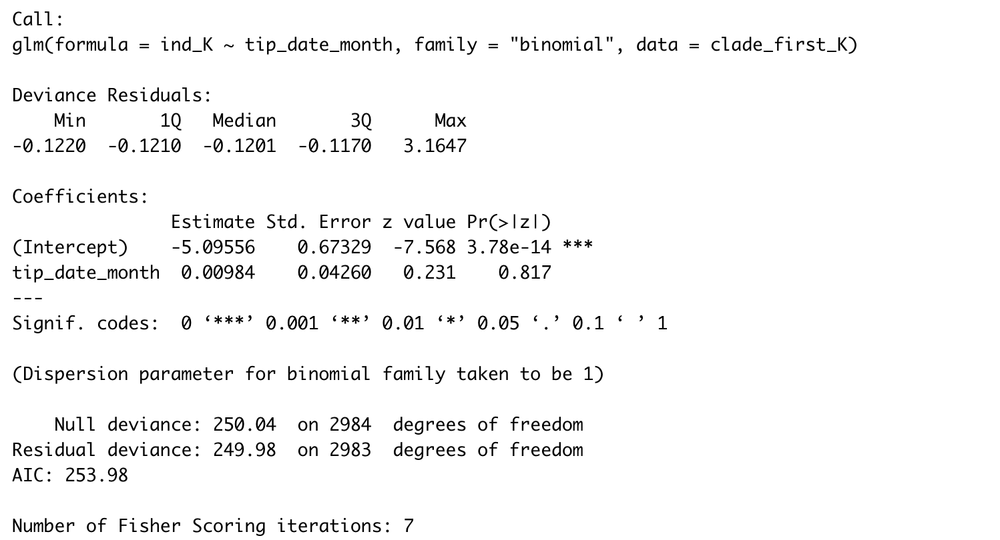 Call:
glm(formula = ind_K ~ tip_date_month, family = "binomial", data = clade_first_K)
Deviance Residuals:
    Min       1Q   Median       3Q      Max
-0.1220  -0.1210  -0.1201  -0.1170   3.1647
Coefficients:
               Estimate Std. Error z value Pr(>|z|)
(Intercept)    -5.09556    0.67329  -7.568 3.78e-14 ***
tip_date_month  0.00984    0.04260   0.231    0.817
---
Signif. codes:  0 ‘***’ 0.001 ‘**’ 0.01 ‘*’ 0.05 ‘.’ 0.1 ‘ ’ 1
(Dispersion parameter for binomial family taken to be 1)
    Null deviance: 250.04  on 2984  degrees of freedom
Residual deviance: 249.98  on 2983  degrees of freedom
AIC: 253.98
Number of Fisher Scoring iterations: 7